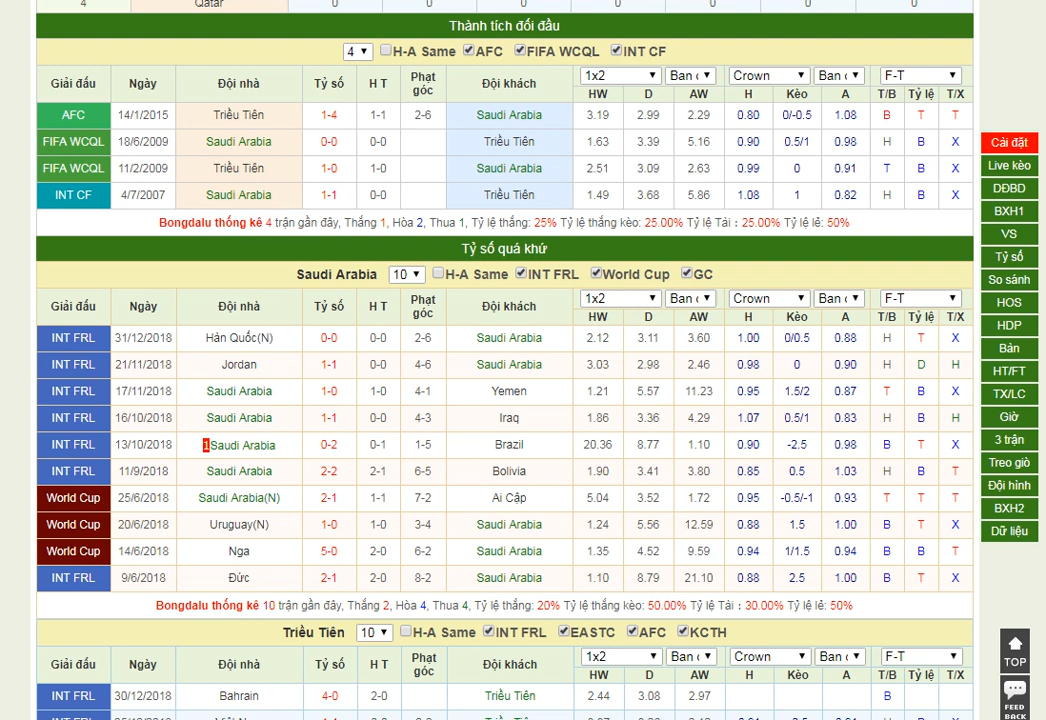 4 Qatar 0 0 0 0 0 0 0
Thành tích đối đầu
4 H-A Same AFC FIFA WCQL INT CF
Giải đấu Ngày Đội nhà Tỷ số H T Phạt góc Đội khách 1x2 Ban c Crown Ban c F-T
HW D AW H Kèo A T/B Tỷ lệ T/X
AFC 14/1/2015 Triều Tiên 1-4 1-1 2-6 Saudi Arabia 3.19 2.99 2.29 0.80 0/-0.5 1.08 B T T
FIFA WCQL 18/6/2009 Saudi Arabia 0-0 0-0 Triều Tiên 1.63 3.39 5.16 0.90 0.5/1 0.98 H B X
FIFA WCQL 11/2/2009 Triều Tiên 1-0 1-0 Saudi Arabia 2.51 3.09 2.63 0.99 0 0.91 T B X
INT CF 4/7/2007 Saudi Arabia 1-1 0-0 Triều Tiên 1.49 3.68 5.86 1.08 1 0.82 H B X
Bongdalu thống kê 4 trận gần đây, Thắng 1, Hòa 2, Thua 1, Tỷ lệ thắng: 25% Tỷ lệ thắng kèo: 25.00% Tỷ lệ Tài : 25.00% Tỷ lệ lẻ: 50%
Tỷ số quá khứ
Saudi Arabia 10 H-A Same INT FRL World Cup GC
Giải đấu Ngày Đội nhà Tỷ số H T Phạt góc Đội khách 1x2 Ban c Crown Ban c F-T
HW D AW H Kèo A T/B Tỷ lệ T/X
INT FRL 31/12/2018 Hàn Quốc(N) 0-0 0-0 2-6 Saudi Arabia 2.12 3.11 3.60 1.00 0/0.5 0.88 H T X
INT FRL 21/11/2018 Jordan 1-1 0-0 4-6 Saudi Arabia 3.03 2.98 2.46 0.98 0 0.90 H D H
INT FRL 17/11/2018 Saudi Arabia 1-0 1-0 4-1 Yemen 1.21 5.57 11.23 0.95 1.5/2 0.87 T B X
INT FRL 16/10/2018 Saudi Arabia 1-1 0-0 4-3 Iraq 1.86 3.36 4.29 1.07 0.5/1 0.83 H B H
INT FRL 13/10/2018 1Saudi Arabia 0-2 0-1 1-5 Brazil 20.36 8.77 1.10 0.90 -2.5 0.98 B T X
INT FRL 11/9/2018 Saudi Arabia 2-2 2-1 6-5 Bolivia 1.90 3.41 3.80 0.85 0.5 1.03 H B T
World Cup 25/6/2018 Saudi Arabia(N) 2-1 1-1 7-2 Ai Cập 5.04 3.52 1.72 0.95 -0.5/-1 0.93 T T T
World Cup 20/6/2018 Uruguay(N) 1-0 1-0 3-4 Saudi Arabia 1.24 5.56 12.59 0.88 1.5 1.00 B T X
World Cup 14/6/2018 Nga 5-0 2-0 6-2 Saudi Arabia 1.35 4.52 9.59 0.94 1/1.5 0.94 B B T
INT FRL 9/6/2018 Đức 2-1 2-0 8-2 Saudi Arabia 1.10 8.79 21.10 0.88 2.5 1.00 B T X
Bongdalu thống kê 10 trận gần đây, Thắng 2, Hòa 4, Thua 4, Tỷ lệ thắng: 20% Tỷ lệ thắng kèo: 50.00% Tỷ lệ Tài : 30.00% Tỷ lệ lẻ: 50%
Triều Tiên 10 H-A Same INT FRL EASTC AFC KCTH
Giải đấu Ngày Đội nhà Tỷ số H T Phạt góc Đội khách 1x2 Ban c Crown Ban c F-T
HW D AW H Kèo A T/B Tỷ lệ T/X
INT FRL 30/12/2018 Bahrain 4-0 2-0 Triều Tiên 2.44 3.08 2.97 B
Cài đặt
Live kèo
DĐBD
BXH1
VS
Tỷ số
So sánh
HOS
HDP
Bàn
HT/FT
TX/LC
Giờ
3 trận
Treo giò
Đội hình
BXH2
Dữ liệu
TOP
FEED
BACK